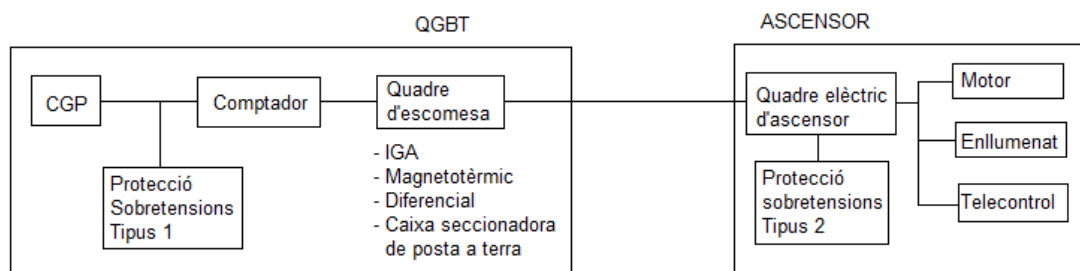 QGBT
CGP
Comptador
Quadre
d'escomesa
Protecció
Sobretensions
Tipus 1
- IGA
- Magnetotèrmic
- Diferencial
- Caixa seccionadora
de posta a terra
ASCENSOR
Quadre elèctric
d'ascensor
Protecció
sobretensions
Tipus 2
Motor
Enllumenat
Telecontrol